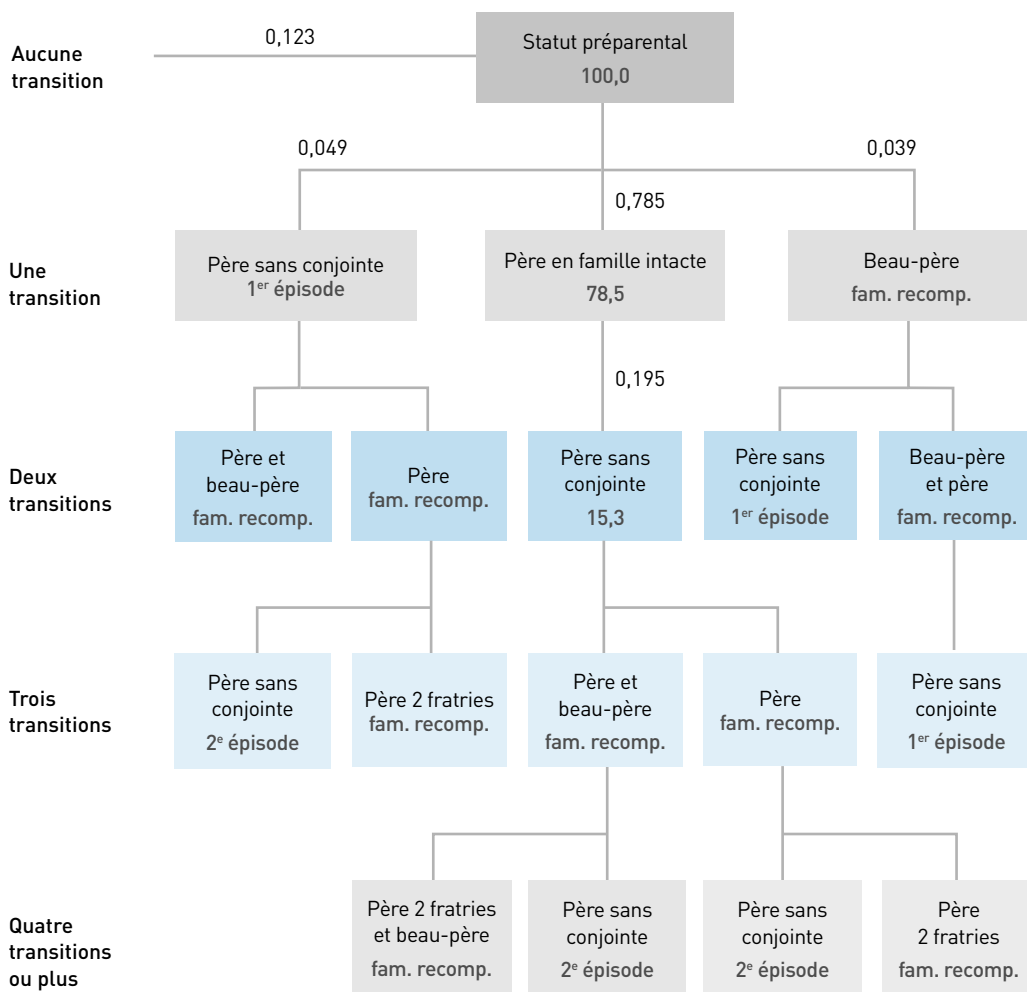 0,123
Aucune
transition
Statut préparental
100,0
0,049
0,039
0,785
Une
transition
Père sans conjointe
1er épisode
Père en famille intacte
78,5
Beau-père
fam. recomp.
0,195
Deux
transitions
Père et
beau-père
fam. recomp.
Père
fam. recomp.
Père sans
conjointe
15,3
Père sans
conjointe
1er épisode
Beau-père
et père
fam. recomp.
Trois
transitions
Père sans
conjointe
2e épisode
Père 2 fratries
fam. recomp.
Père et
beau-père
fam. recomp.
Père
fam. recomp.
Père sans
conjointe
1er épisode
Quatre
transitions
ou plus
Père 2 fratries
et beau-père
fam. recomp.
Père sans
conjointe
2e épisode
Père sans
conjointe
2e épisode
Père
2 fratries
fam. recomp.